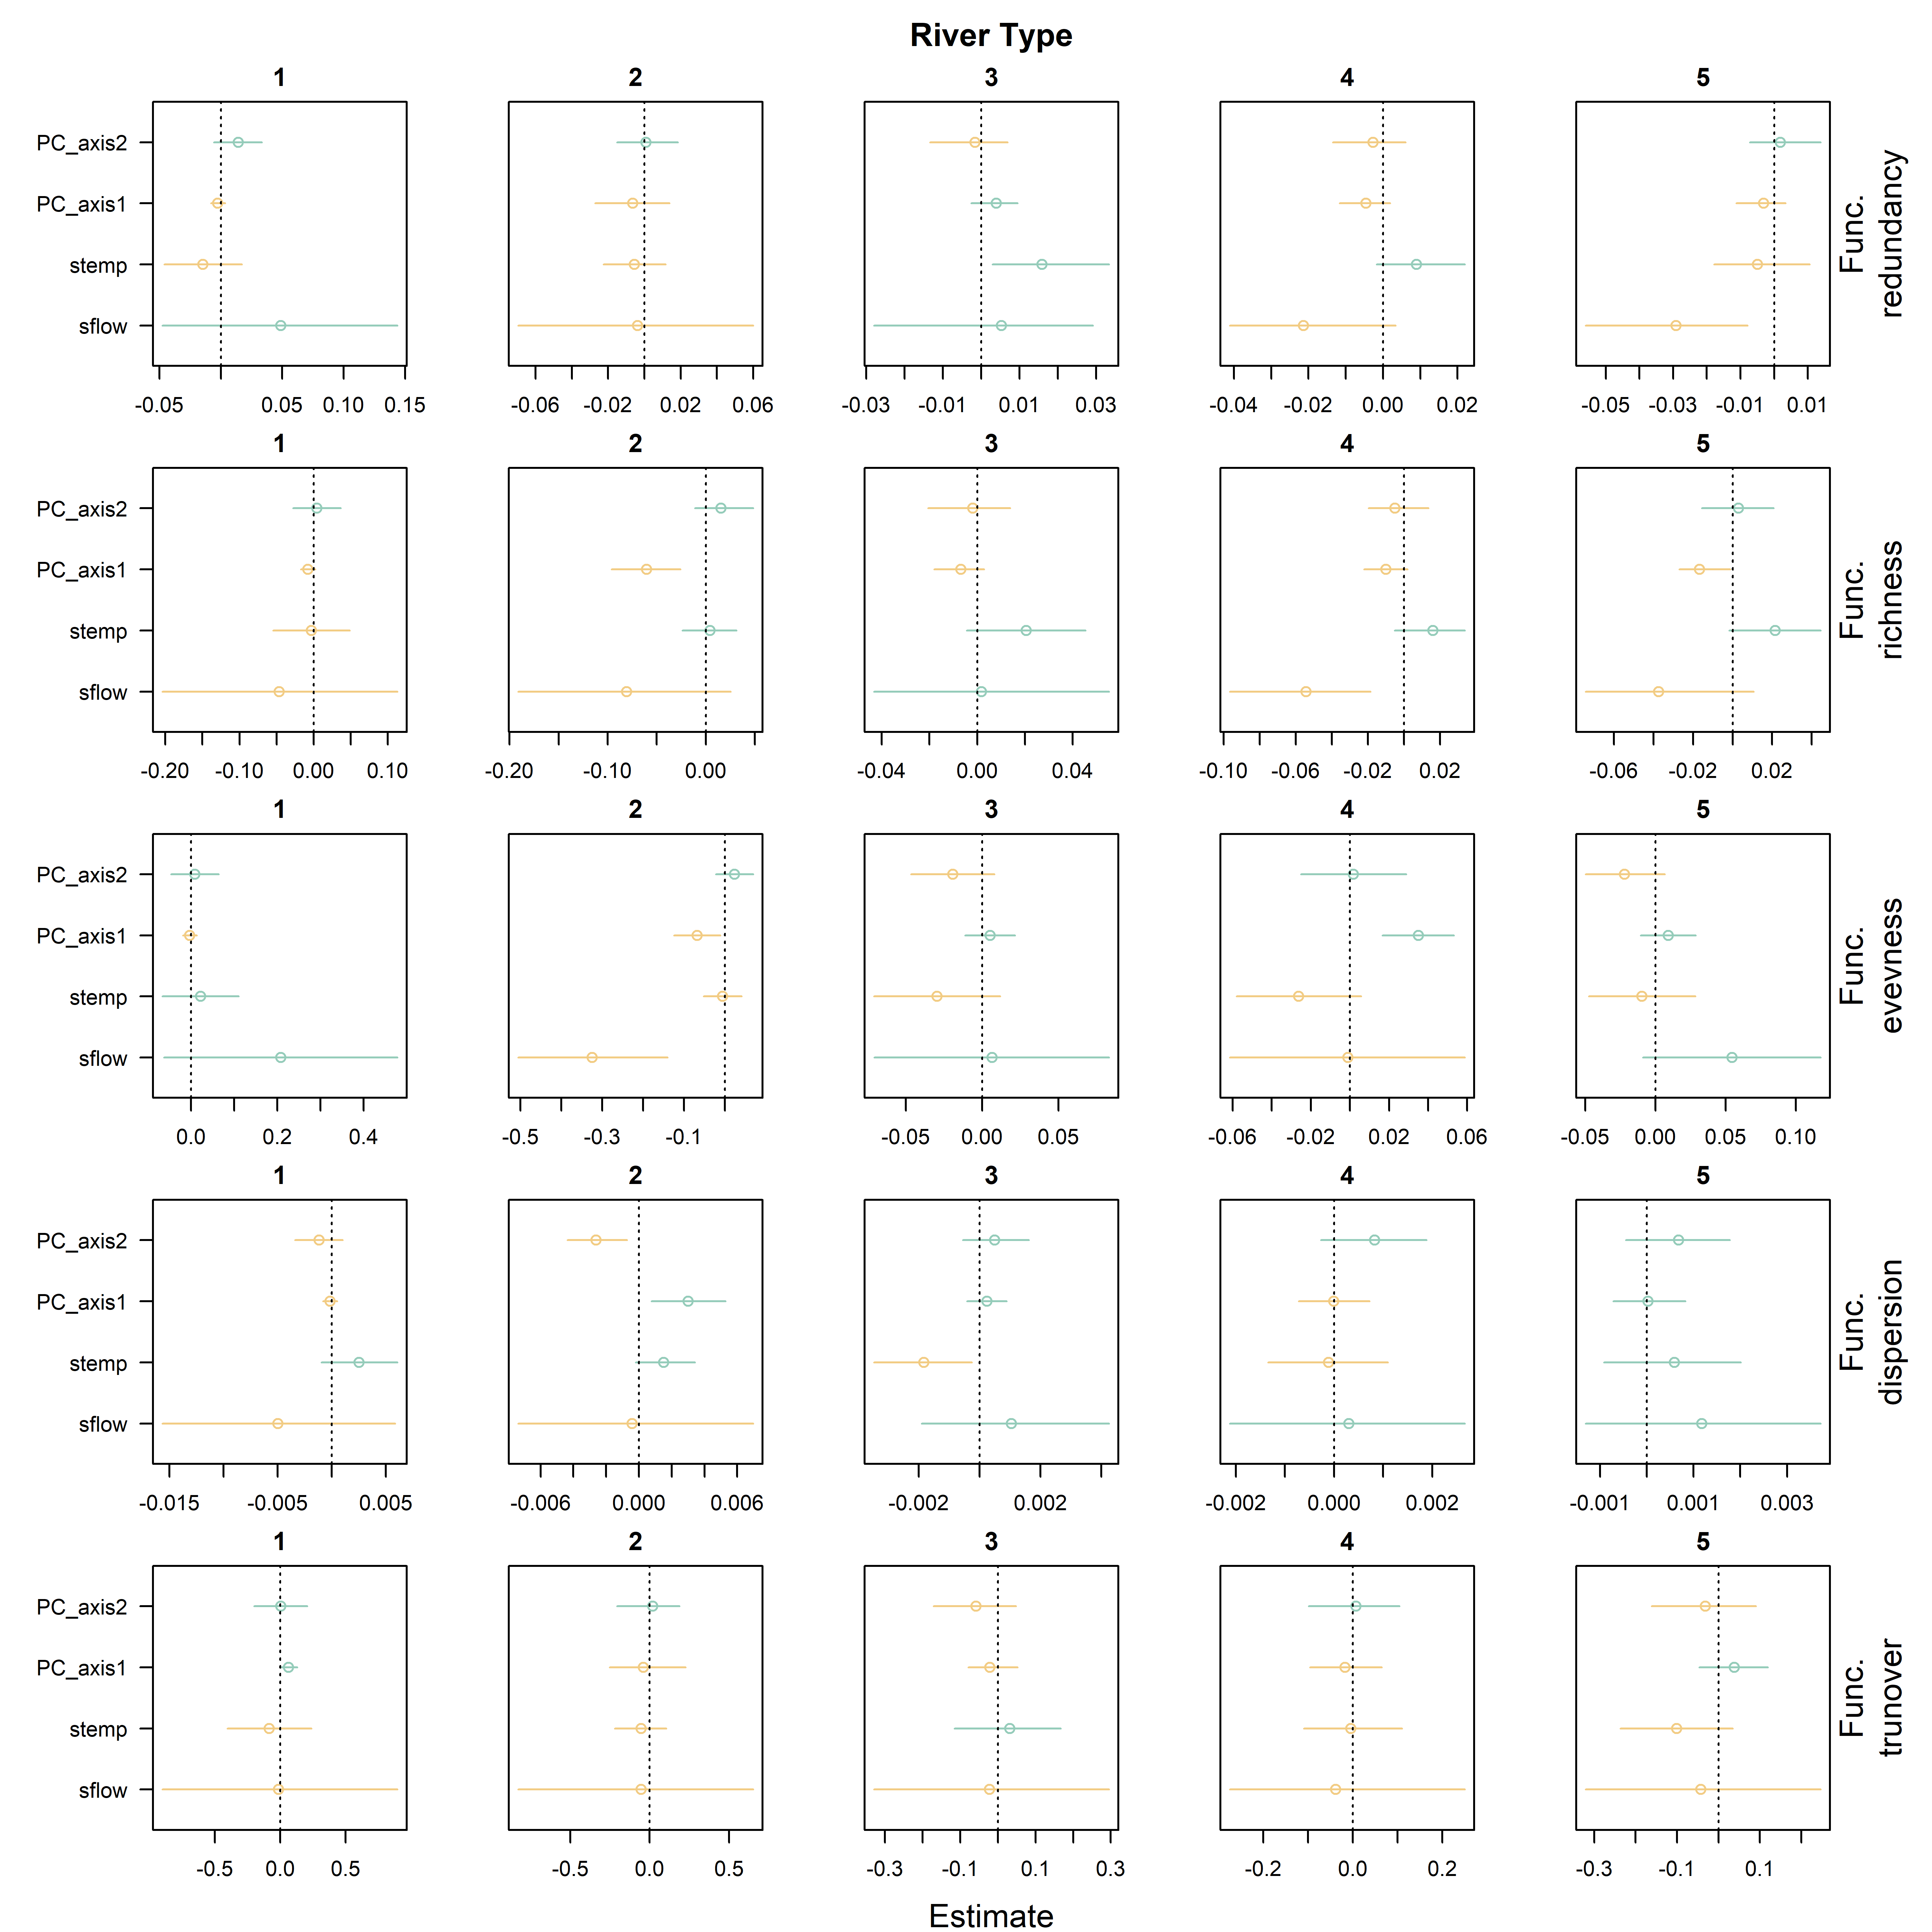 River Type
1 2 3 4 5
PC_axis2
PC_axis1
stemp
sflow
Func.
redundancy
-0.05 0.05 0.10 0.15 -0.06 -0.02 0.02 0.06 -0.03 -0.01 0.01 0.03 -0.04 -0.02 0.00 0.02 -0.05 -0.03 -0.01 0.01
1 2 3 4 5
PC_axis2
PC_axis1
stemp
sflow
Func.
richness
-0.20 -0.10 0.00 0.10 -0.20 -0.10 0.00 -0.04 0.00 0.04 -0.10 -0.06 -0.02 0.02 -0.06 -0.02 0.02
1 2 3 4 5
PC_axis2
PC_axis1
stemp
sflow
Func.
evevness
0.0 0.2 0.4 -0.5 -0.3 -0.1 -0.05 0.00 0.05 -0.06 -0.02 0.02 0.06 -0.05 0.00 0.05 0.10
1 2 3 4 5
PC_axis2
PC_axis1
stemp
sflow
Func.
dispersion
-0.015 -0.005 0.005 -0.006 0.000 0.006 -0.002 0.002 -0.002 0.000 0.002 -0.001 0.001 0.003
1 2 3 4 5
PC_axis2
PC_axis1
stemp
sflow
Func.
trunover
-0.5 0.0 0.5 -0.5 0.0 0.5 -0.3 -0.1 0.1 0.3 -0.2 0.0 0.2 -0.3 -0.1 0.1
Estimate